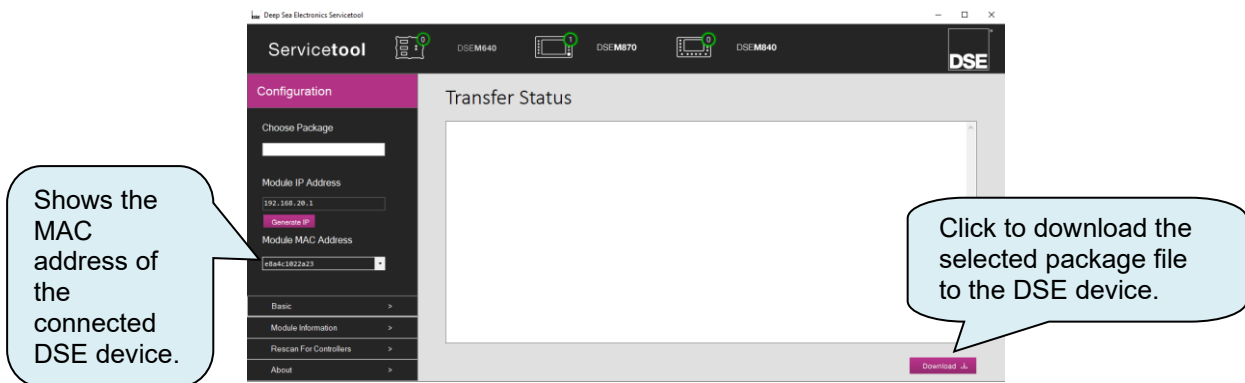 Deep Sea Electronics Servicetool
Servicetool
0
DSEM640
1
DSEM870
0
DSEM840
DSE
Configuration
Transfer Status
Choose Package
Module IP Address
192.168.20.1
Generate IP
Module MAC Address
e8a4c1022a23
Basic >
Module Information >
Rescan For Controllers >
About >
Download
Shows the
MAC
address of
the
connected
DSE device.
Click to download the
selected package file
to the DSE device.